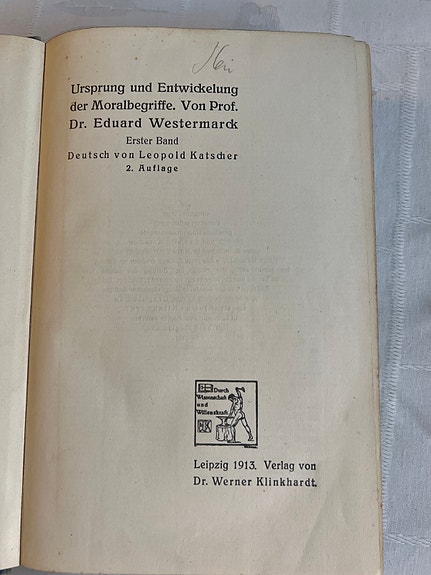 Ursprung und Entwickelung
der Moralbegriffe. Von Prof.
Dr. Eduard Westermarck
Erster Band
Deutsch von Leopold Katscher
2. Auflage
Durch
Wissenschaft
und
Willenskraft
Leipzig 1913. Verlag von
Dr. Werner Klinkhardt.